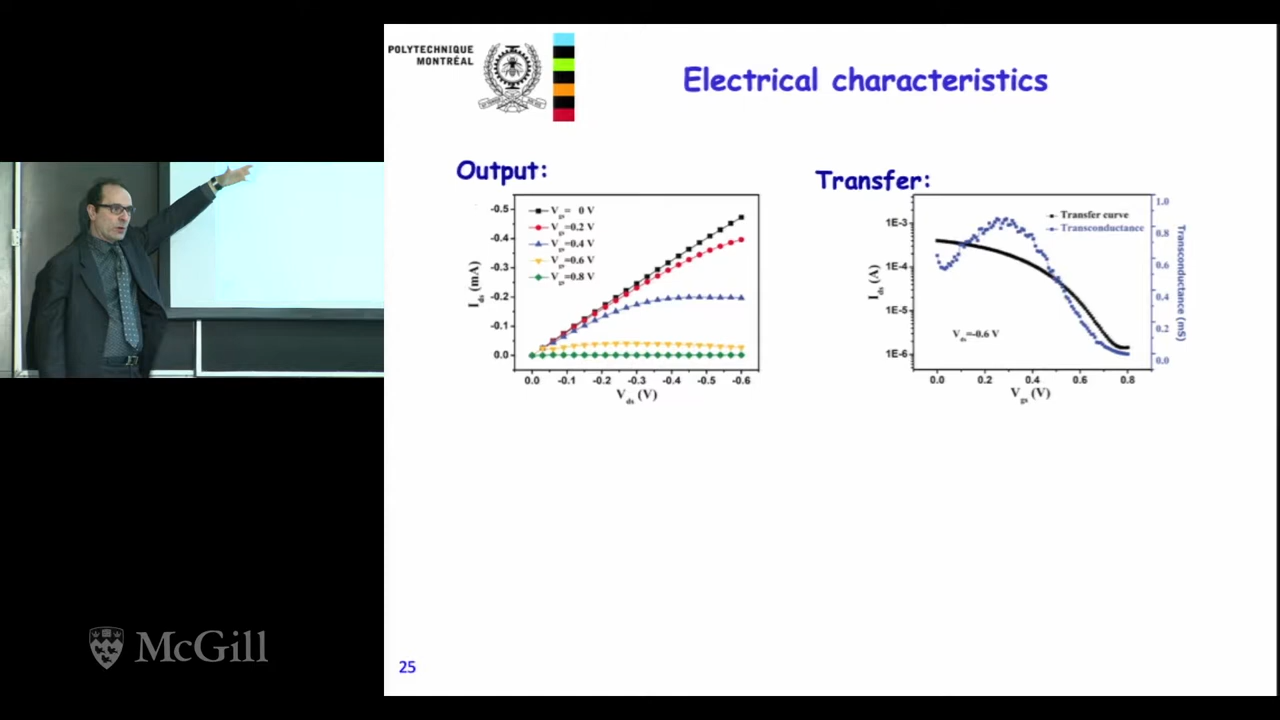 POLYTECHNIQUE
MONTRÉAL
Electrical characteristics
Output:
Transfer:
Vgs= 0 V
Vgs=0.2 V
Vgs=0.4 V
Vgs=0.6 V
Vgs=0.8 V
-0.5
-0.4
-0.3
-0.2
-0.1
0.0
Ids (mA)
0.0 -0.1 -0.2 -0.3 -0.4 -0.5 -0.6
Vds (V)
Transfer curve
Transconductance
1E-3
1E-4
1E-5
1E-6
Ids (A)
Vds=-0.6 V
0.0 0.2 0.4 0.6 0.8
Vgs (V)
1.0
0.8
0.6
0.4
0.2
0.0
Transconductance (mS)
McGill
25